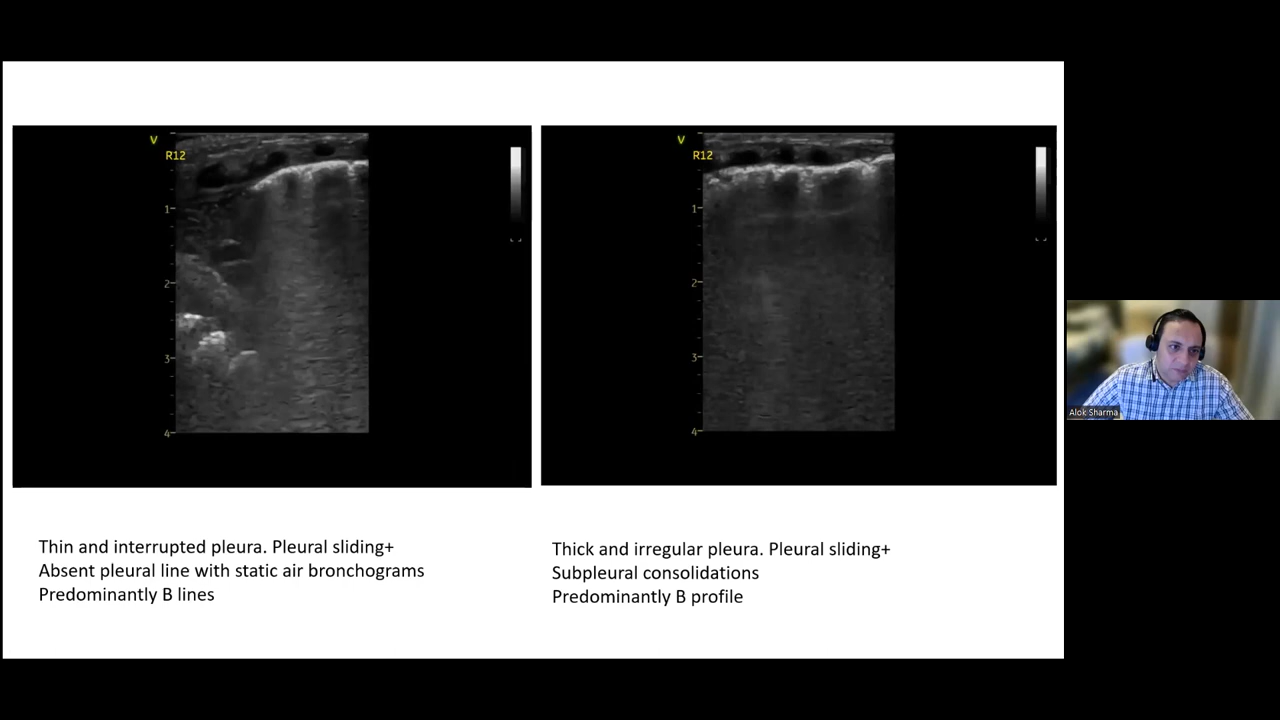 V
R12
1
2
3
4
V
R12
1
2
3
4
Thin and interrupted pleura. Pleural sliding+
Absent pleural line with static air bronchograms
Predominantly B lines
Thick and irregular pleura. Pleural sliding+
Subpleural consolidations
Predominantly B profile
Alok Sharma